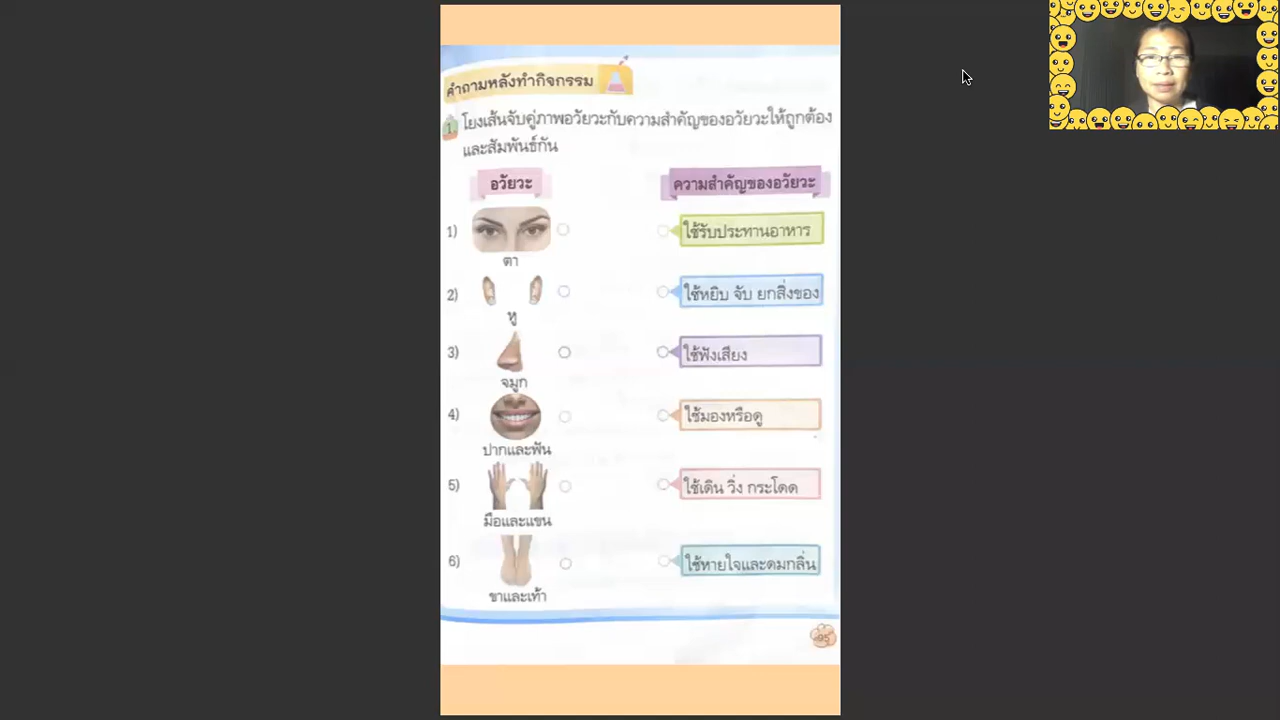 คำถามหลังทำกิจกรรม
1. โยงเส้นจับคู่ภาพอวัยวะกับความสำคัญของอวัยวะให้ถูกต้อง
และสัมพันธ์กัน
อวัยวะ
ความสำคัญของอวัยวะ
1)
ตา
ใช้รับประทานอาหาร
2)
หู
ใช้หยิบ จับ ยกสิ่งของ
3)
จมูก
ใช้ฟังเสียง
4)
ปากและฟัน
ใช้มองหรือดู
5)
มือและแขน
ใช้เดิน วิ่ง กระโดด
6)
ขาและเท้า
ใช้หายใจและดมกลิ่น